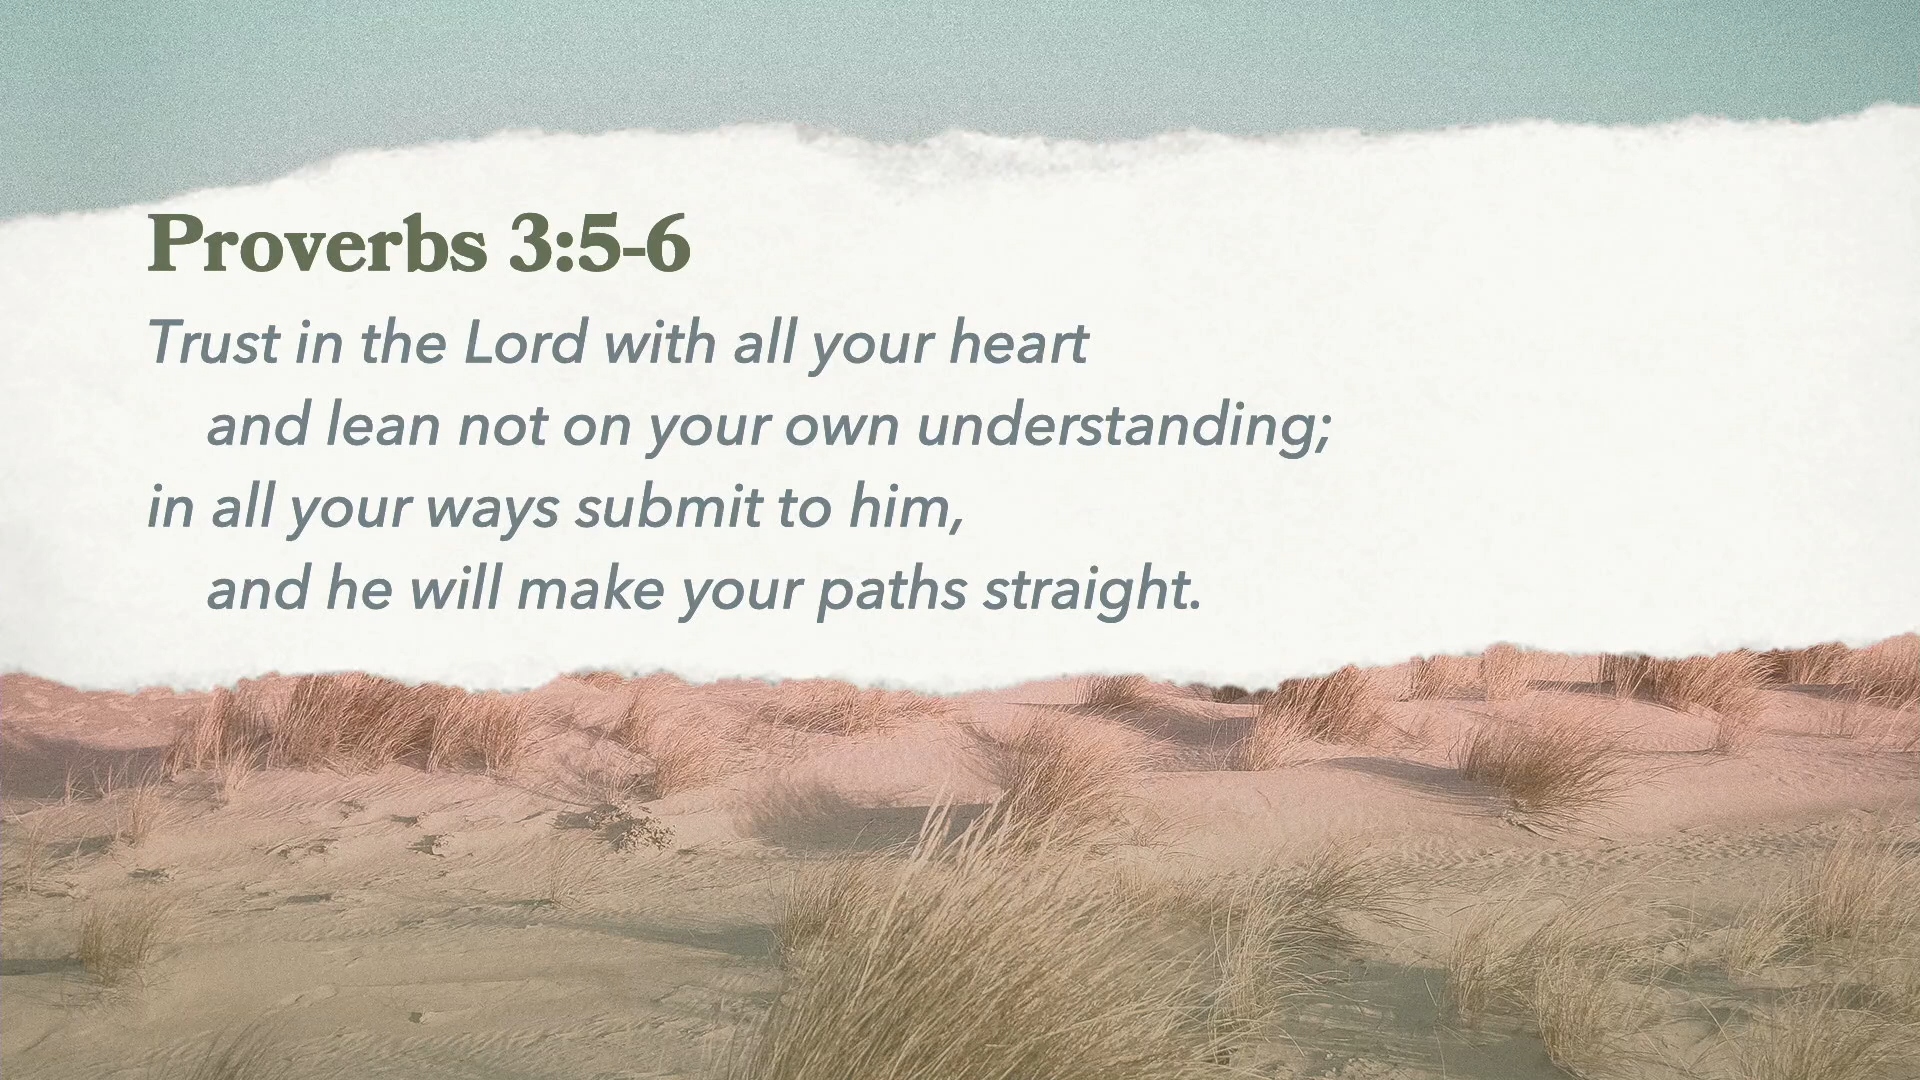 Proverbs 3:5-6
Trust in the Lord with all your heart
and lean not on your own understanding;
in all your ways submit to him,
and he will make your paths straight.